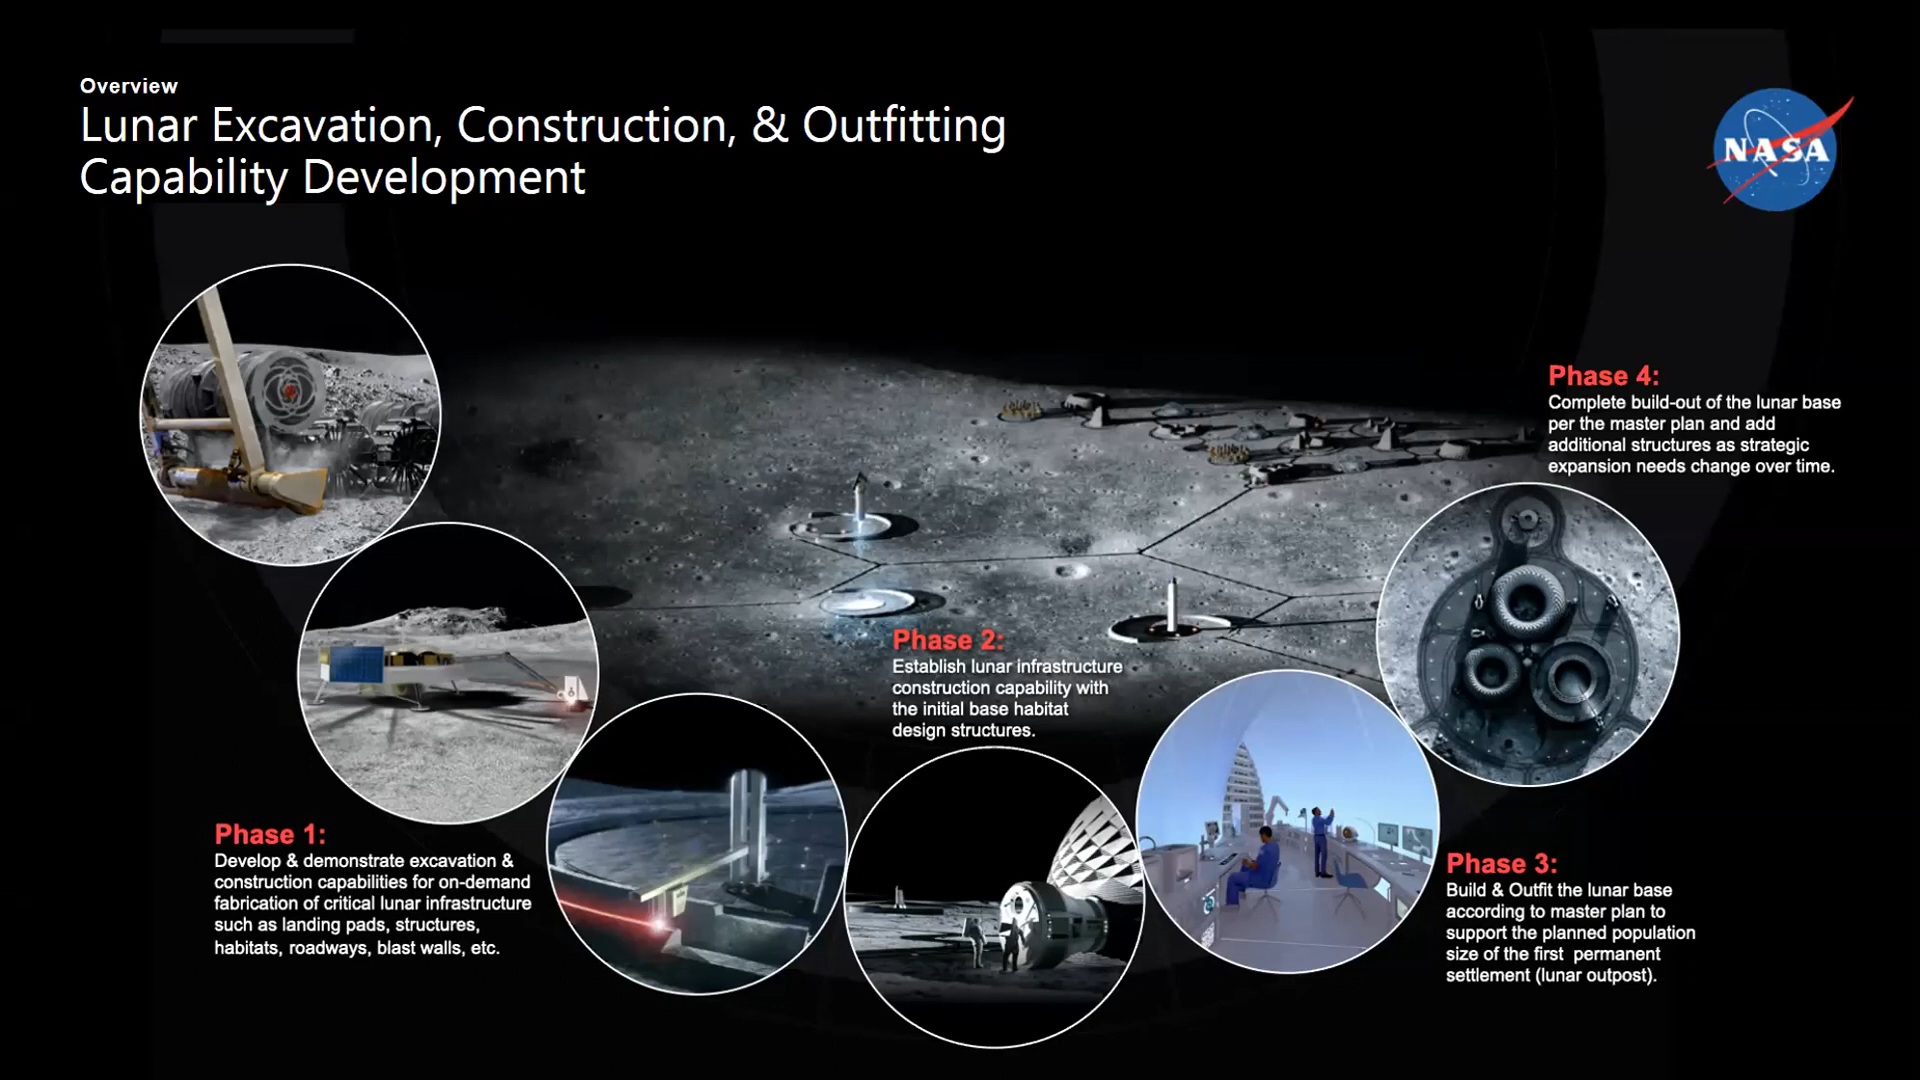 Overview
Lunar Excavation, Construction, & Outfitting
Capability Development
NASA
Phase 4:
Complete build-out of the lunar base
per the master plan and add
additional structures as strategic
expansion needs change over time.
Phase 2:
Establish lunar infrastructure
construction capability with
the initial base habitat
design structures.
Phase 1:
Develop & demonstrate excavation &
construction capabilities for on-demand
fabrication of critical lunar infrastructure
such as landing pads, structures,
habitats, roadways, blast walls, etc.
Phase 3:
Build & Outfit the lunar base
according to master plan to
support the planned population
size of the first permanent
settlement (lunar outpost).